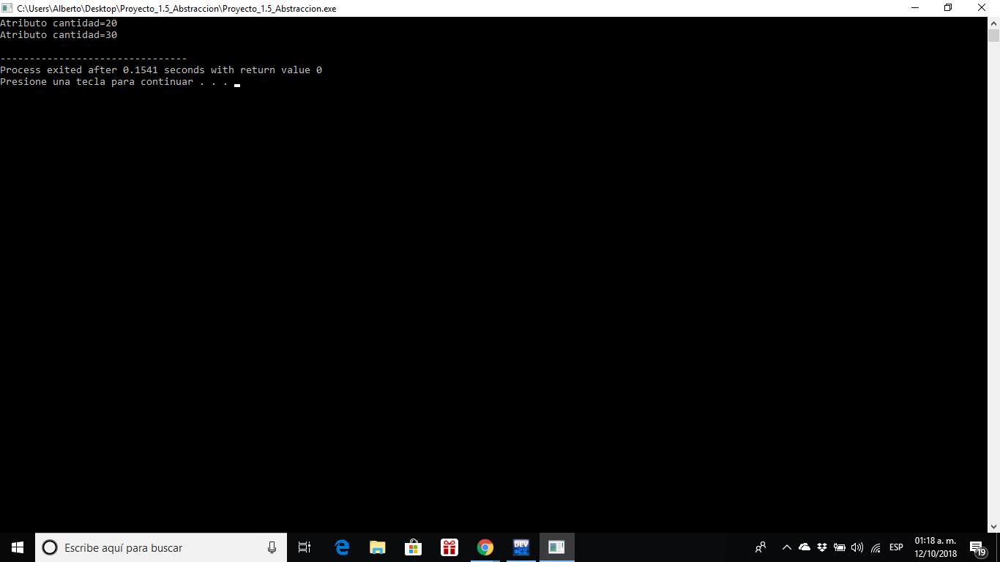 C:\Users\Alberto\Desktop\Proyecto_1.5_Abstraccion\Proyecto_1.5_Abstraccion.exe
Atributo cantidad=20
Atributo cantidad=30
--------------------------------
Process exited after 0.1541 seconds with return value 0
Presione una tecla para continuar . . .
Escribe aquí para buscar
DEV
ESP
01:18 a. m.
12/10/2018
19